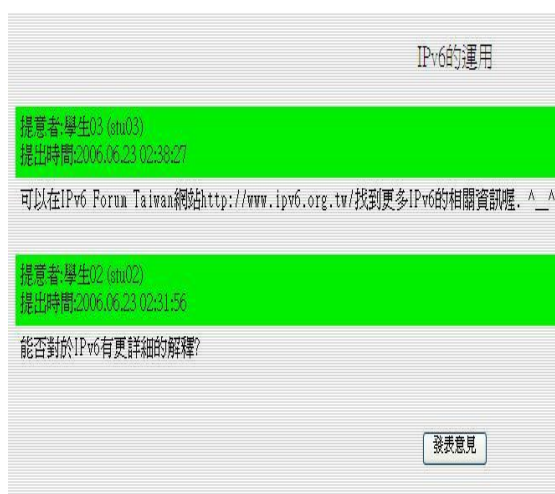 IPv6的運用
提意者:學生03 (stu03)
提出時間:2006.06.23 02:38:27
可以在IPv6 Forum Taiwan網站http://www.ipv6.org.tw/找到更多IPv6的相關資訊喔. ^__^
提意者:學生02 (stu02)
提出時間:2006.06.23 02:31:56
能否對於IPv6有更詳細的解釋?
發表意見